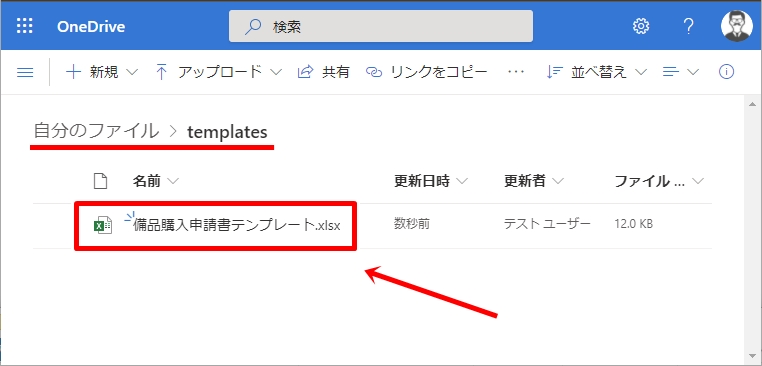 OneDrive 検索
新規 アップロード 共有 リンクをコピー ... 並べ替え
自分のファイル > templates
名前 更新日時 更新者 ファイル ...
備品購入申請書テンプレート.xlsx 数秒前 テスト ユーザー 12.0 KB